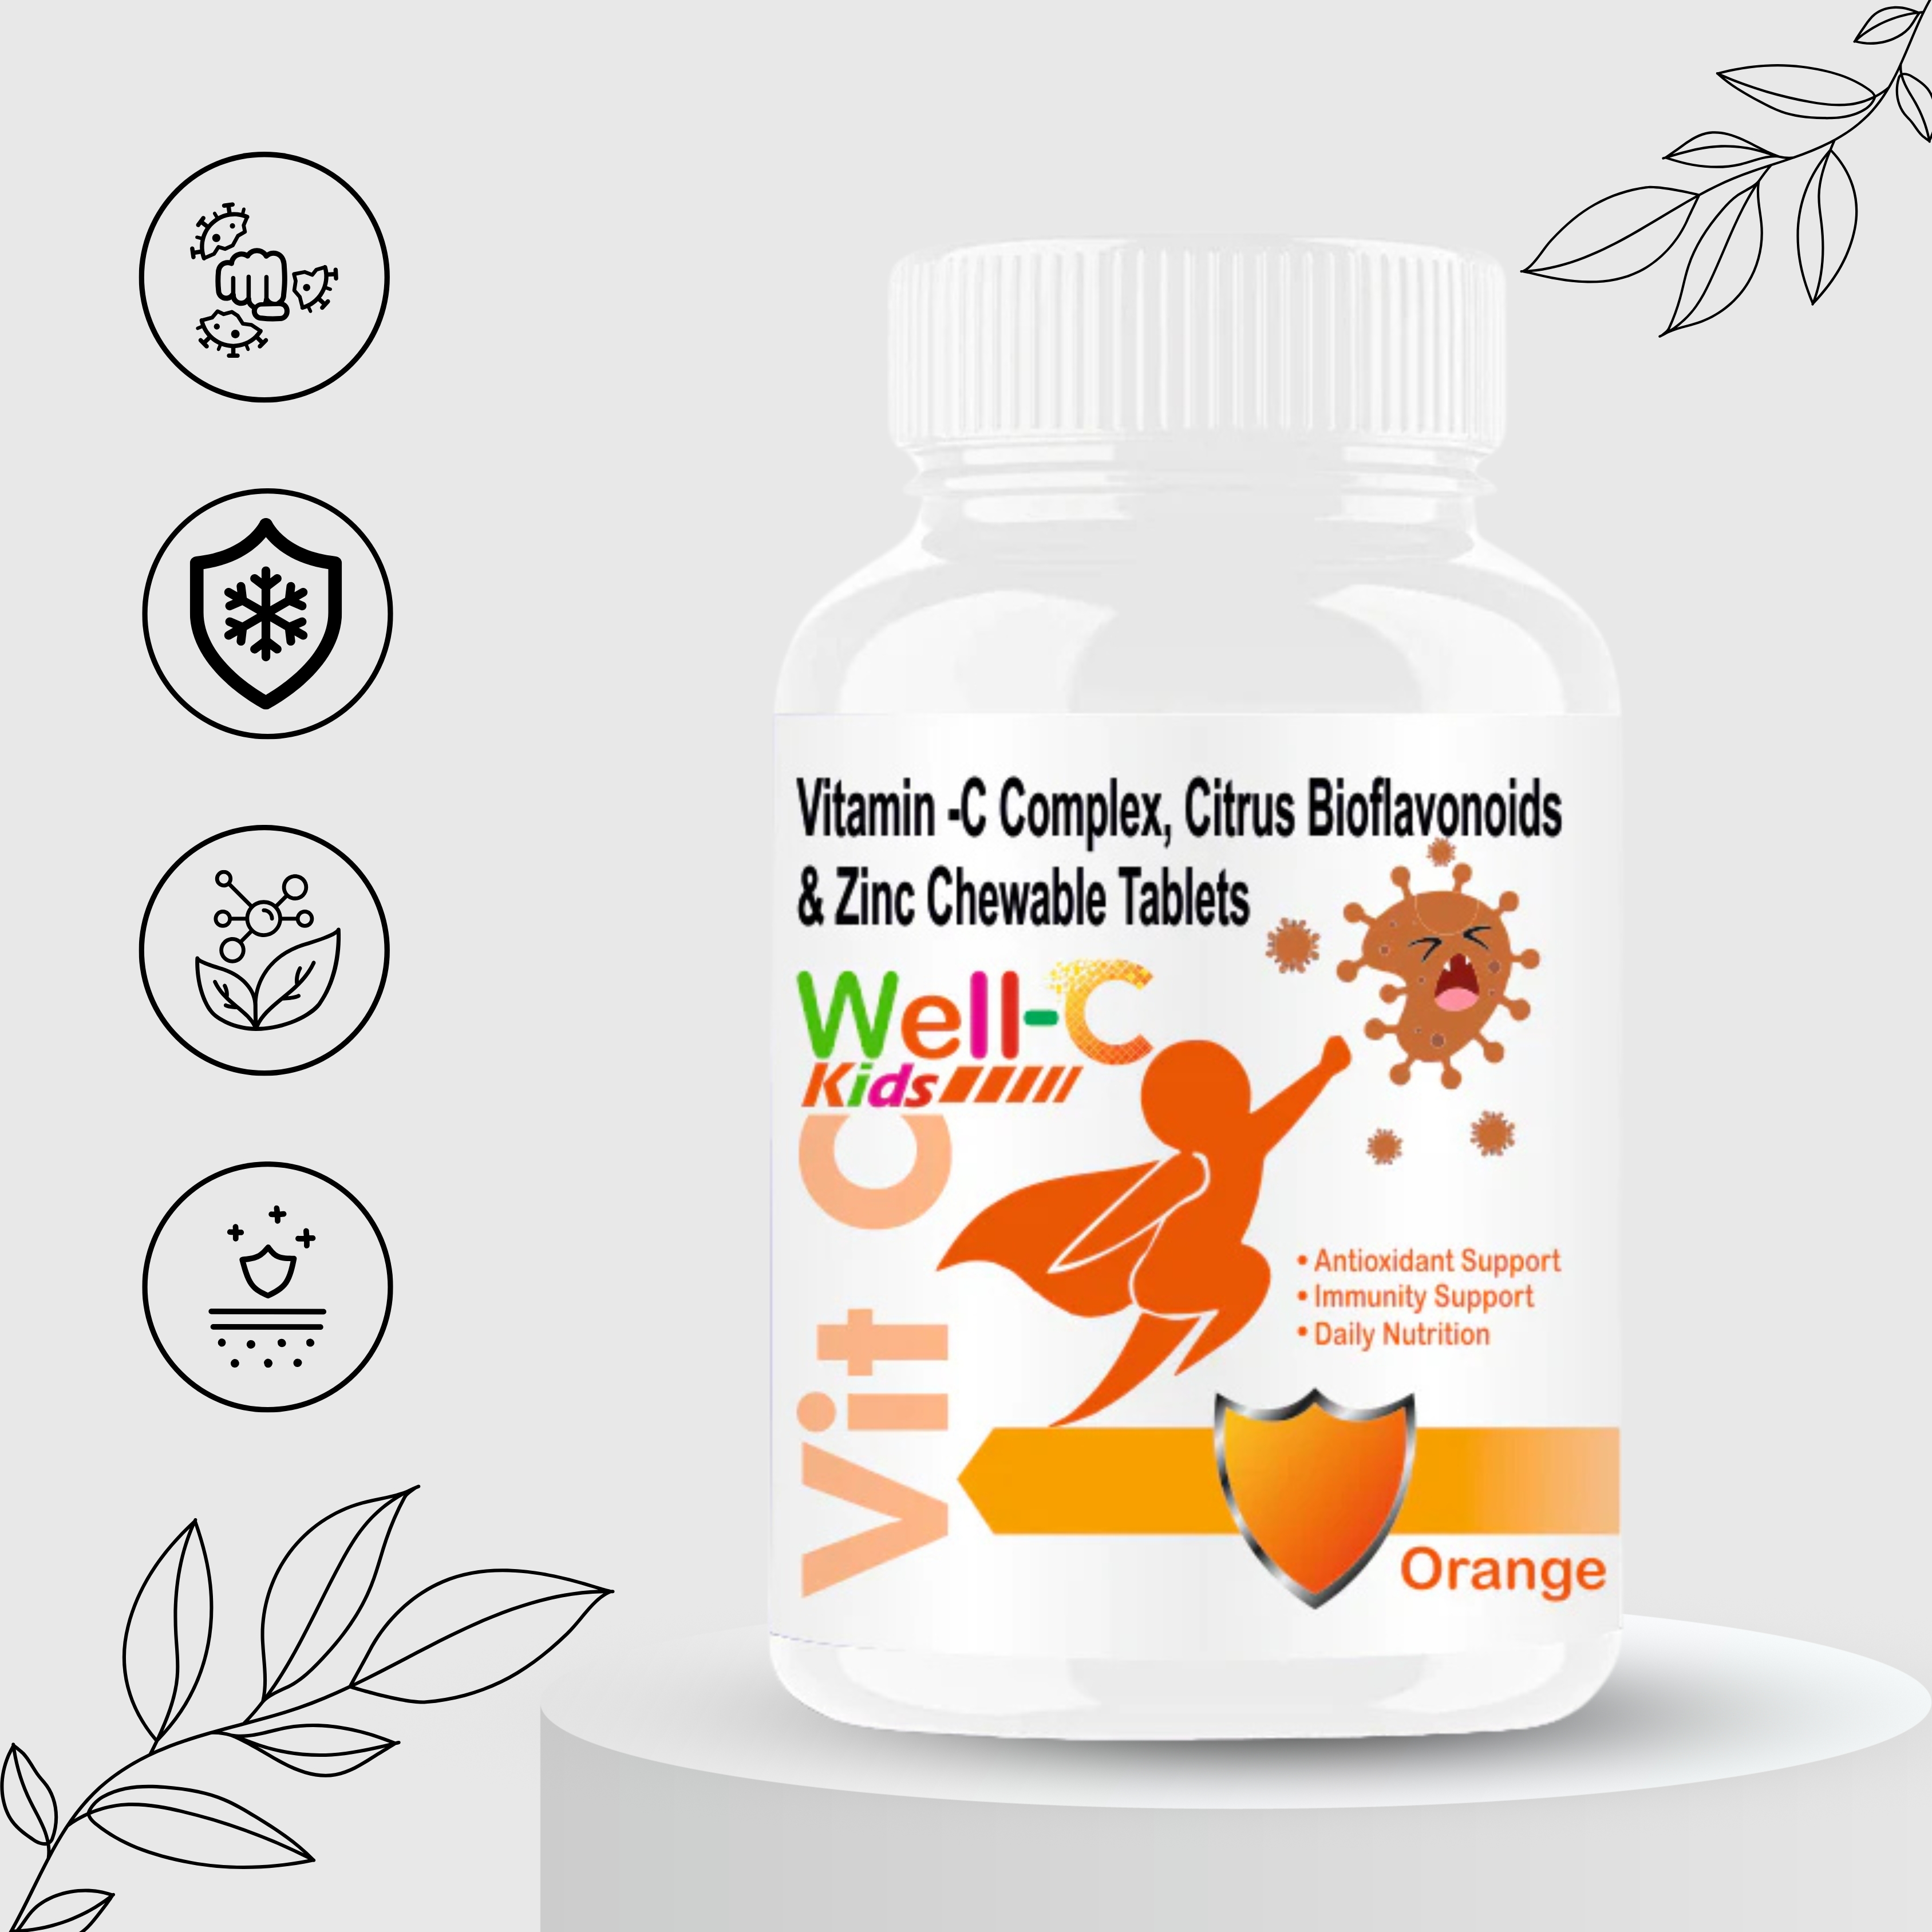 Vitamin -C Complex, Citrus Bioflavonoids
& Zinc Chewable Tablets
Well-C
Kids
Vit C
• Antioxidant Support
• Immunity Support
• Daily Nutrition
Orange